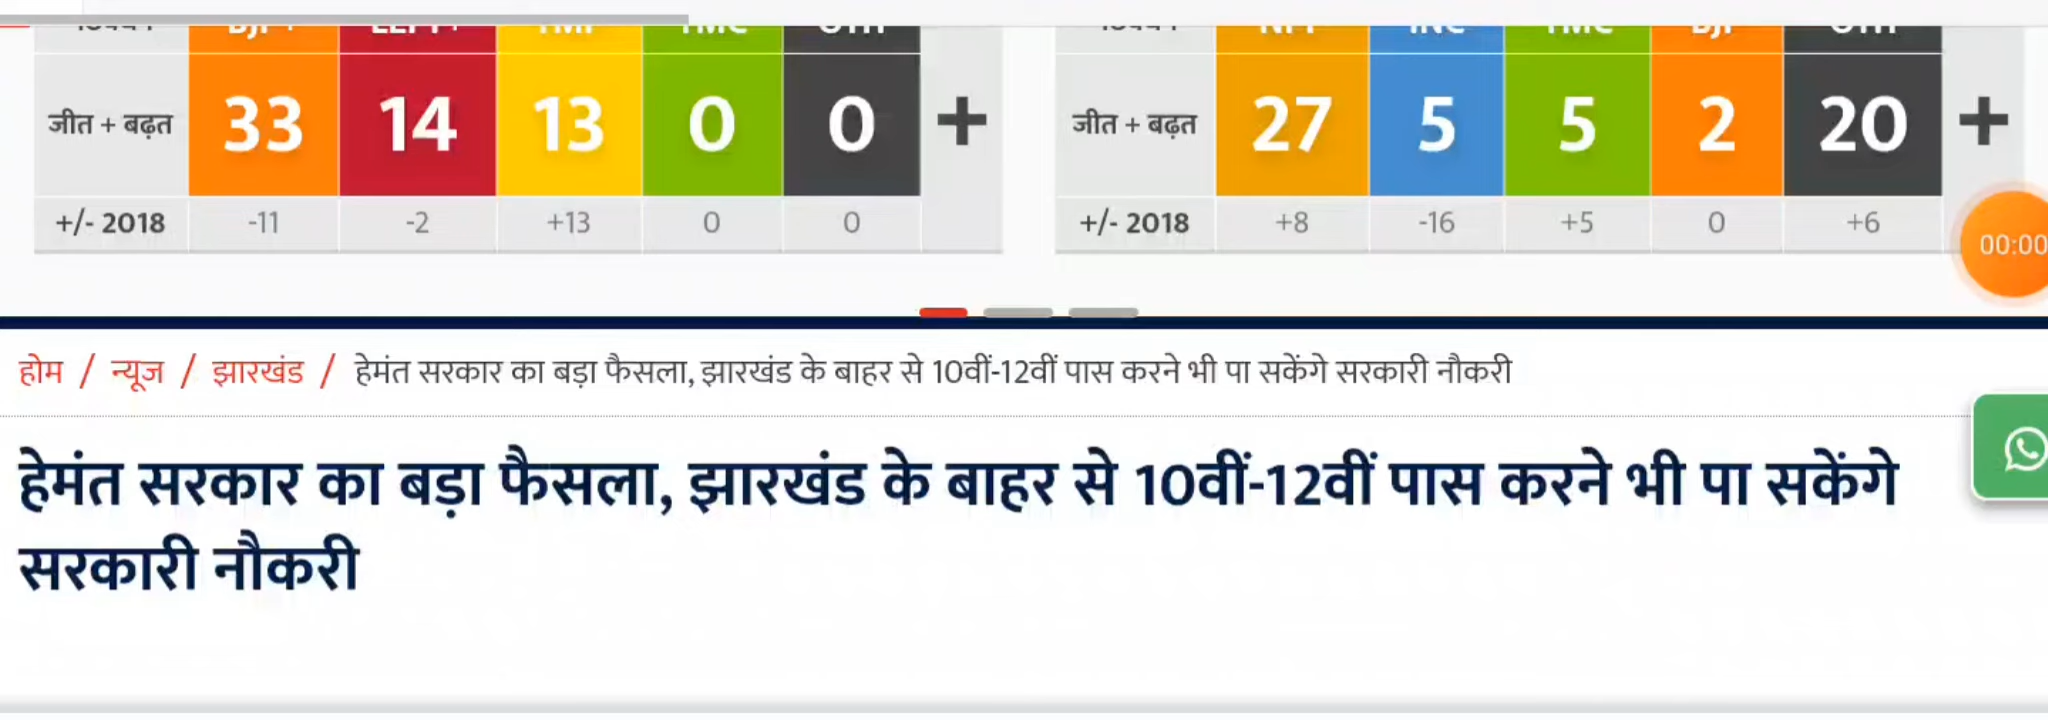 जीत + बढ़त 33 14 13 0 0 +
+/- 2018 -11 -2 +13 0 0
जीत + बढ़त 27 5 5 2 20 +
+/- 2018 +8 -16 +5 0 +6
00:00
होम / न्यूज / झारखंड / हेमंत सरकार का बड़ा फैसला, झारखंड के बाहर से 10वीं-12वीं पास करने भी पा सकेंगे सरकारी नौकरी
हेमंत सरकार का बड़ा फैसला, झारखंड के बाहर से 10वीं-12वीं पास करने भी पा सकेंगे
सरकारी नौकरी